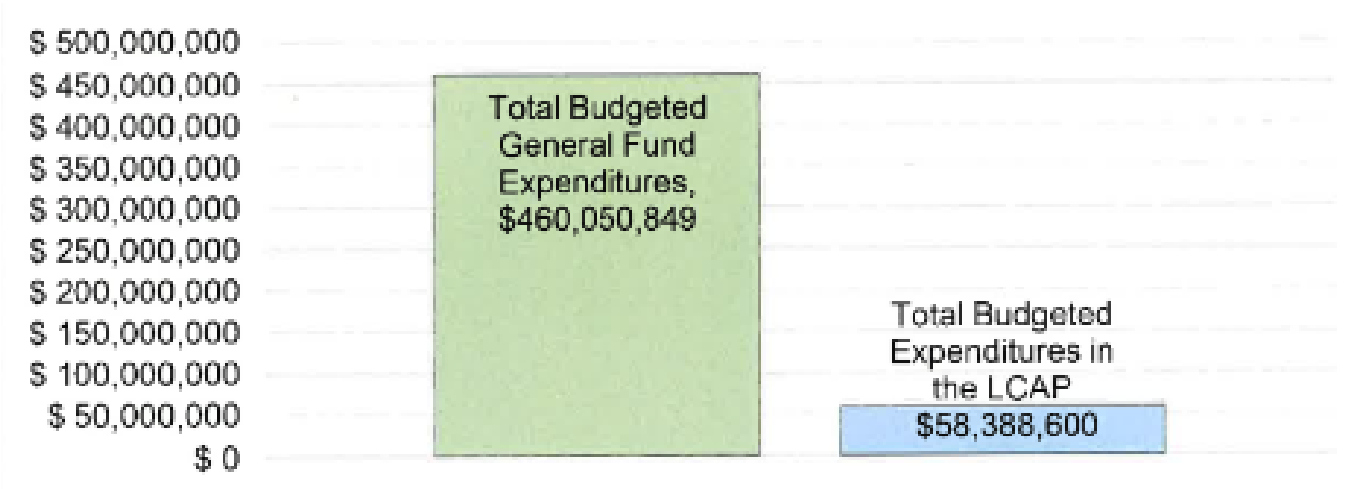 $ 500,000,000
$ 450,000,000
$ 400,000,000
$ 350,000,000
$ 300,000,000
$ 250,000,000
$ 200,000,000
$ 150,000,000
$ 100,000,000
$ 50,000,000
$ 0
Total Budgeted
General Fund
Expenditures,
$460,050,849
Total Budgeted
Expenditures in
the LCAP
$58,388,600